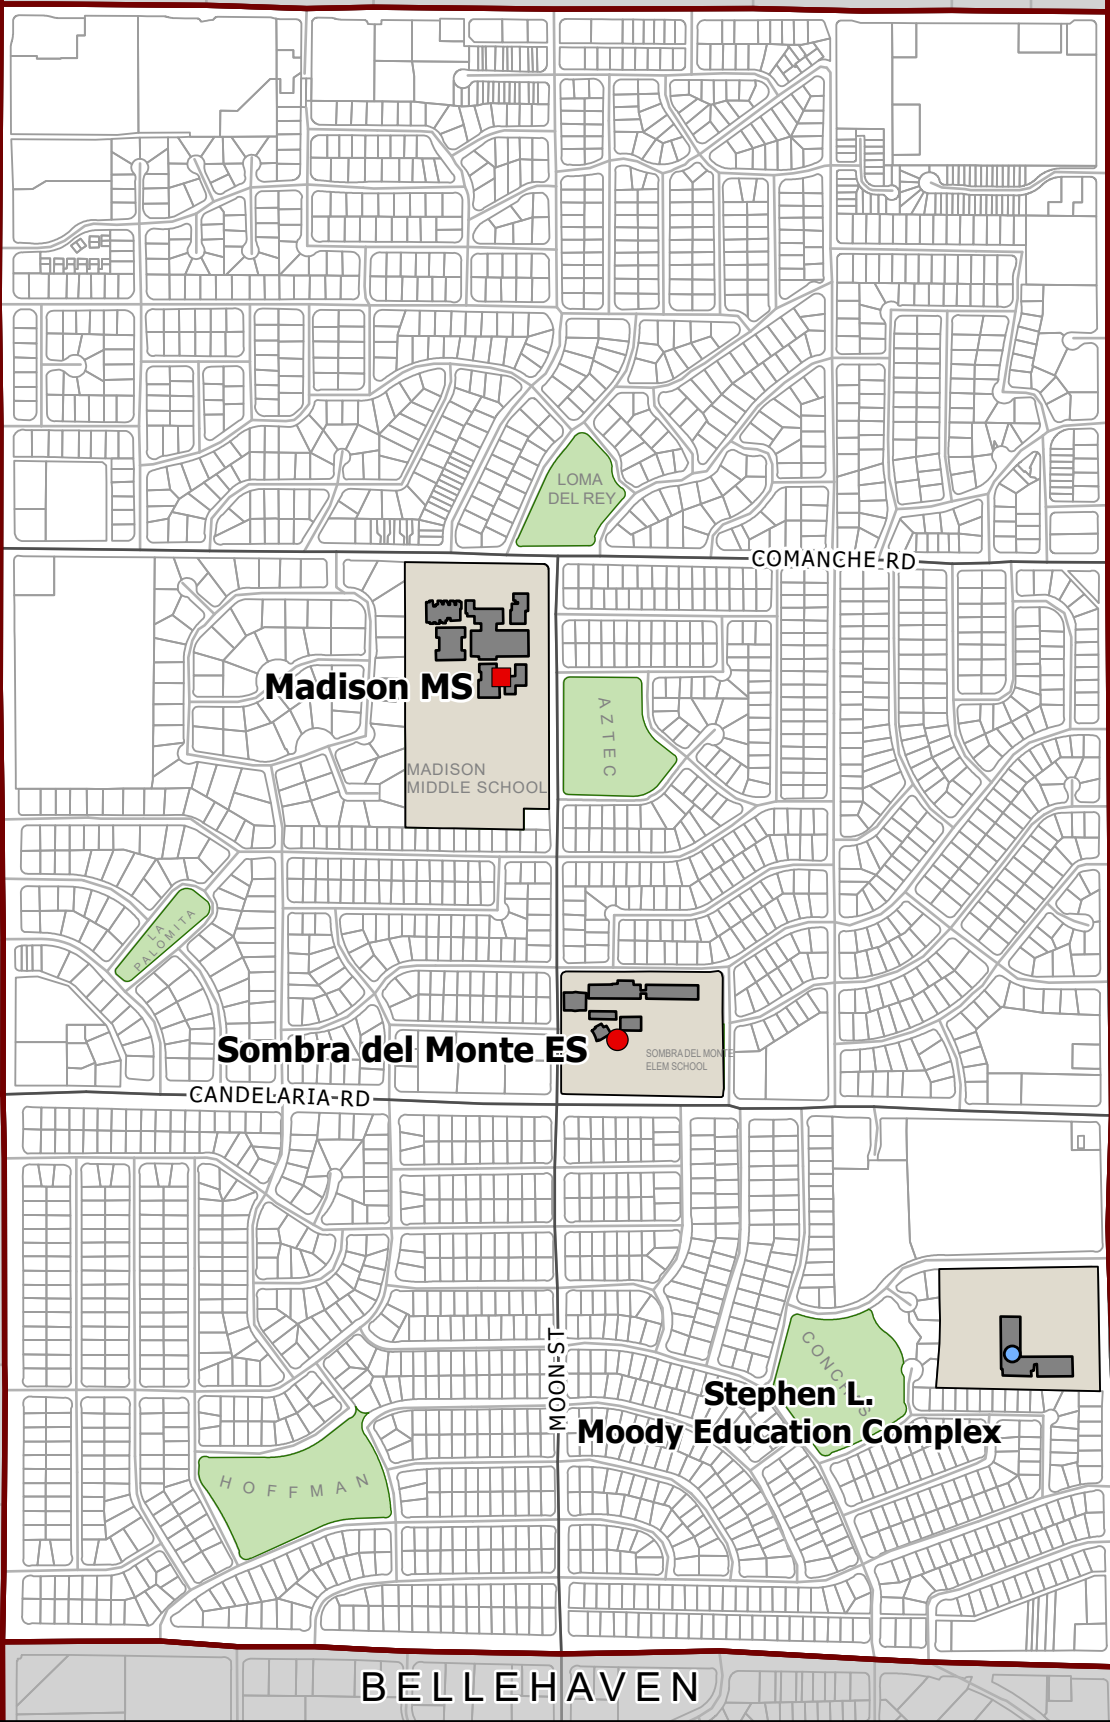 LOMA
DEL REY
COMANCHE RD
Madison MS
AZTEC
MADISON
MIDDLE SCHOOL
LA
PALOMITA
Sombra del Monte ES
SOMBRA DEL MONTE
ELEM SCHOOL
CANDELARIA RD
MOON ST
CONCHAS
Stephen L.
Moody Education Complex
HOFFMAN
BELLEHAVEN